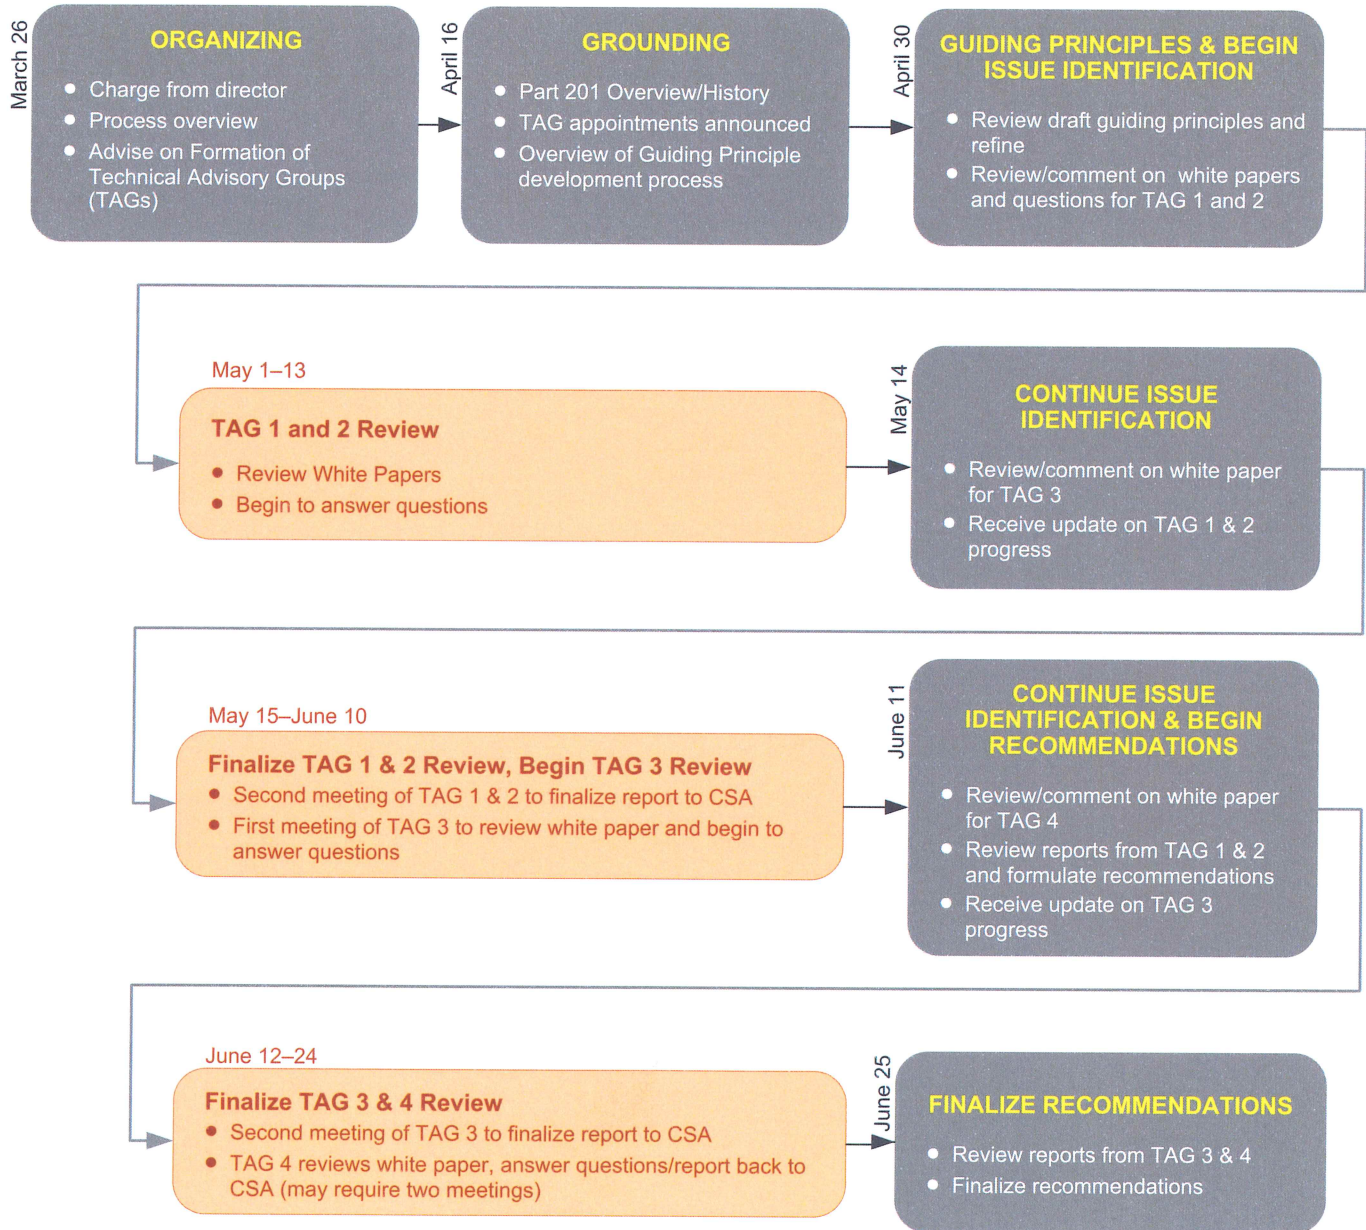 March 26
ORGANIZING
● Charge from director
● Process overview
● Advise on Formation of
Technical Advisory Groups
(TAGs)
April 16
GROUNDING
● Part 201 Overview/History
● TAG appointments announced
● Overview of Guiding Principle
development process
April 30
GUIDING PRINCIPLES & BEGIN
ISSUE IDENTIFICATION
● Review draft guiding principles and
refine
● Review/comment on white papers
and questions for TAG 1 and 2
May 1–13
TAG 1 and 2 Review
● Review White Papers
● Begin to answer questions
May 14
CONTINUE ISSUE
IDENTIFICATION
● Review/comment on white paper
for TAG 3
● Receive update on TAG 1 & 2
progress
May 15–June 10
Finalize TAG 1 & 2 Review, Begin TAG 3 Review
● Second meeting of TAG 1 & 2 to finalize report to CSA
● First meeting of TAG 3 to review white paper and begin to
answer questions
June 11
CONTINUE ISSUE
IDENTIFICATION & BEGIN
RECOMMENDATIONS
● Review/comment on white paper
for TAG 4
● Review reports from TAG 1 & 2
and formulate recommendations
● Receive update on TAG 3
progress
June 12–24
Finalize TAG 3 & 4 Review
● Second meeting of TAG 3 to finalize report to CSA
● TAG 4 reviews white paper, answer questions/report back to
CSA (may require two meetings)
June 25
FINALIZE RECOMMENDATIONS
● Review reports from TAG 3 & 4
● Finalize recommendations